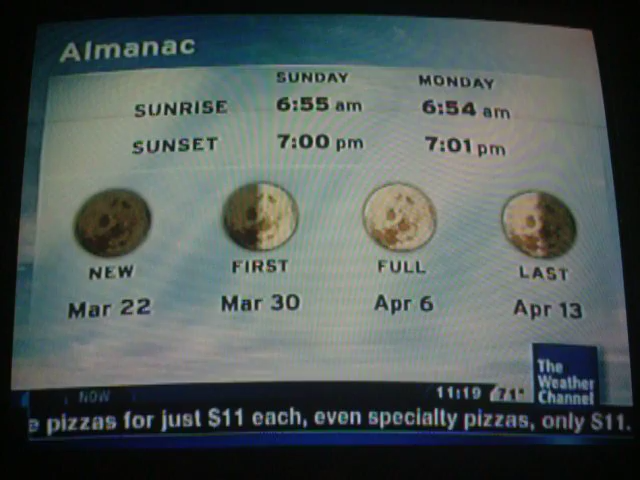 Almanac
SUNDAY MONDAY
SUNRISE 6:55 am 6:54 am
SUNSET 7:00 pm 7:01 pm
NEW FIRST FULL LAST
Mar 22 Mar 30 Apr 6 Apr 13
The
Weather
Channel
NOW 11:19 71°
e pizzas for just $11 each, even specialty pizzas, only $11.